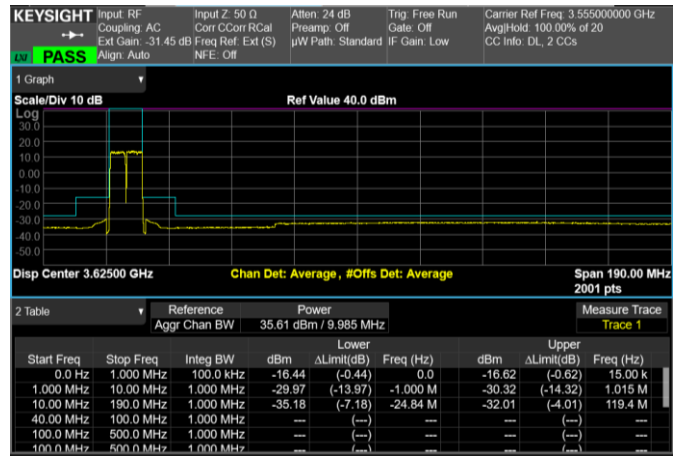 KEYSIGHT Input: RF Input Z: 50 Ω Atten: 24 dB Trig: Free Run Carrier Ref Freq: 3.555000000 GHz
Coupling: AC Corr CCorr RCal Preamp: Off Gate: Off Avg|Hold: 100.00% of 20
Ext Gain: -31.45 dB Freq Ref: Ext (S) µW Path: Standard IF Gain: Low CC Info: DL, 2 CCs
LXI PASS Align: Auto NFE: Off
1 Graph
Scale/Div 10 dB Ref Value 40.0 dBm
Log
30.0
20.0
10.0
0.00
-10.0
-20.0
-30.0
-40.0
-50.0
Disp Center 3.62500 GHz Chan Det: Average , #Offs Det: Average Span 190.00 MHz
2001 pts
2 Table Reference Power Measure Trace
Aggr Chan BW 35.61 dBm / 9.985 MHz Trace 1
Lower Upper
Start Freq Stop Freq Integ BW dBm ΔLimit(dB) Freq (Hz) dBm ΔLimit(dB) Freq (Hz)
0.0 Hz 1.000 MHz 100.0 kHz -16.44 (-0.44) 0.0 -16.62 (-0.62) 15.00 k
1.000 MHz 10.00 MHz 1.000 MHz -29.97 (-13.97) -1.000 M -30.32 (-14.32) 1.015 M
10.00 MHz 190.0 MHz 1.000 MHz -35.18 (-7.18) -24.84 M -32.01 (-4.01) 119.4 M
40.00 MHz 100.0 MHz 1.000 MHz --- (---) --- --- (---) ---
100.0 MHz 500.0 MHz 1.000 MHz --- (---) --- --- (---) ---
100.0 MHz 500.0 MHz 1.000 MHz --- (---) --- --- (---) ---